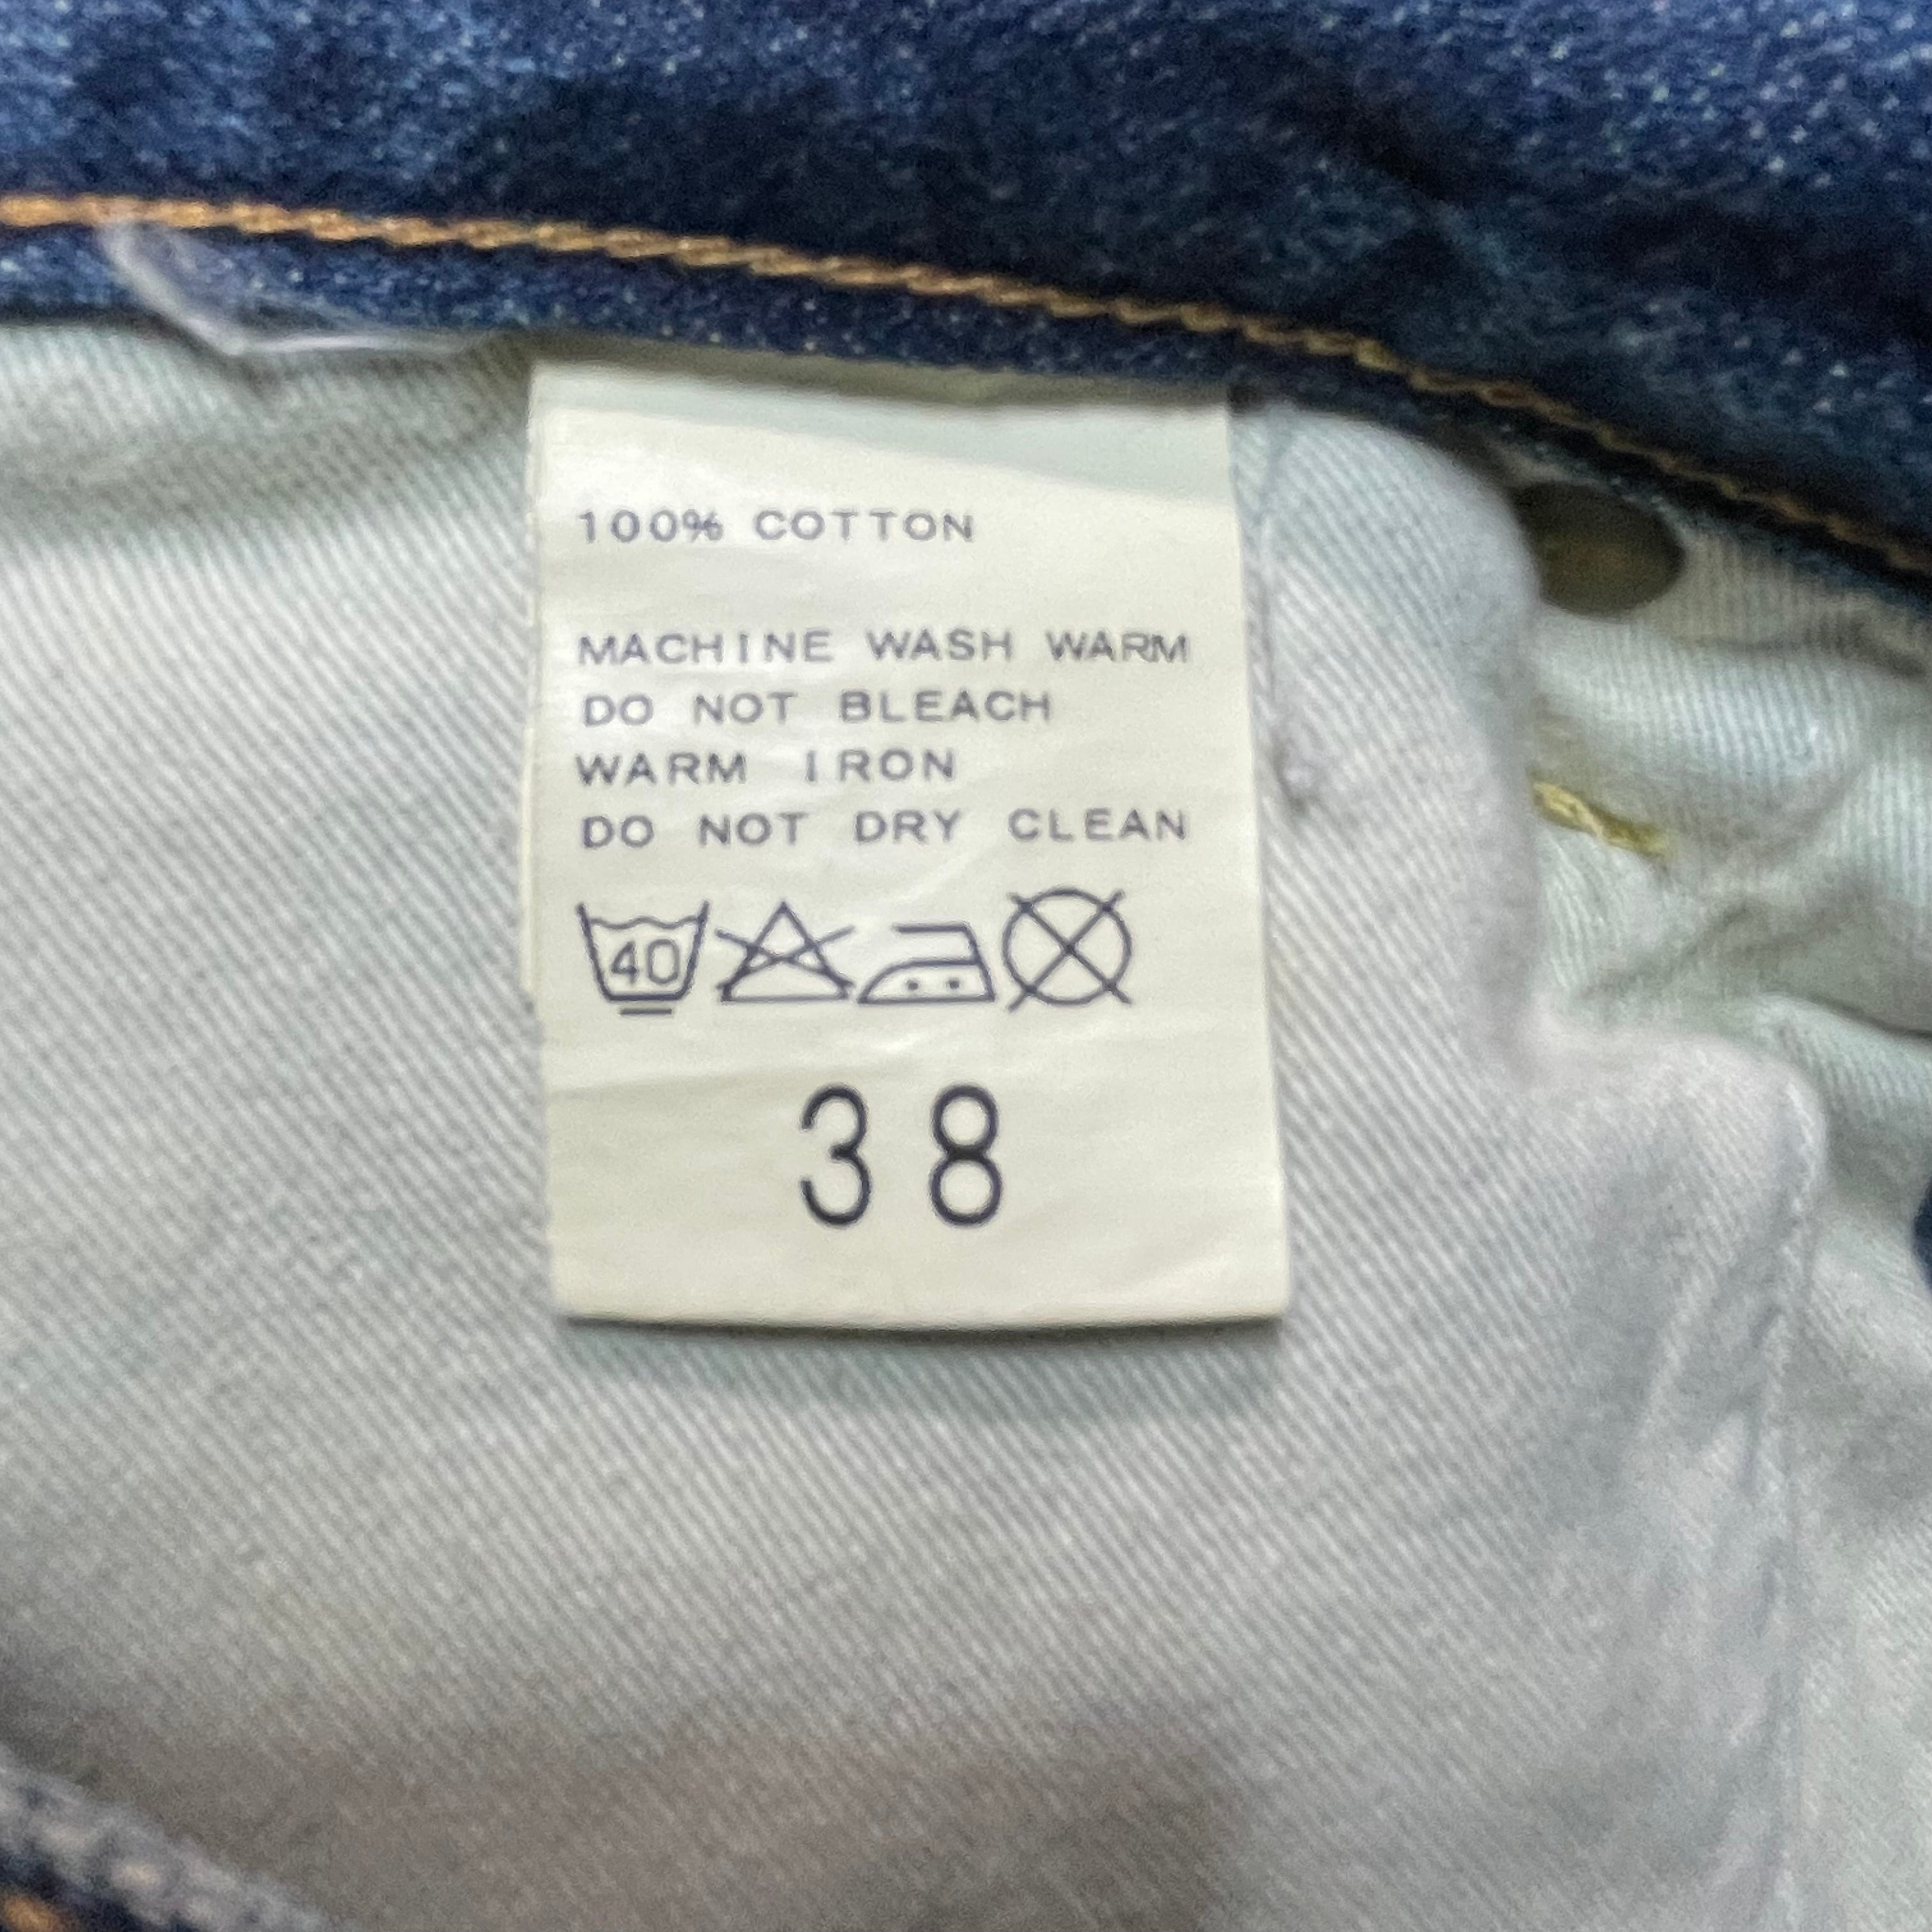 100% COTTON
MACHINE WASH WARM
DO NOT BLEACH
WARM IRON
DO NOT DRY CLEAN
40
38